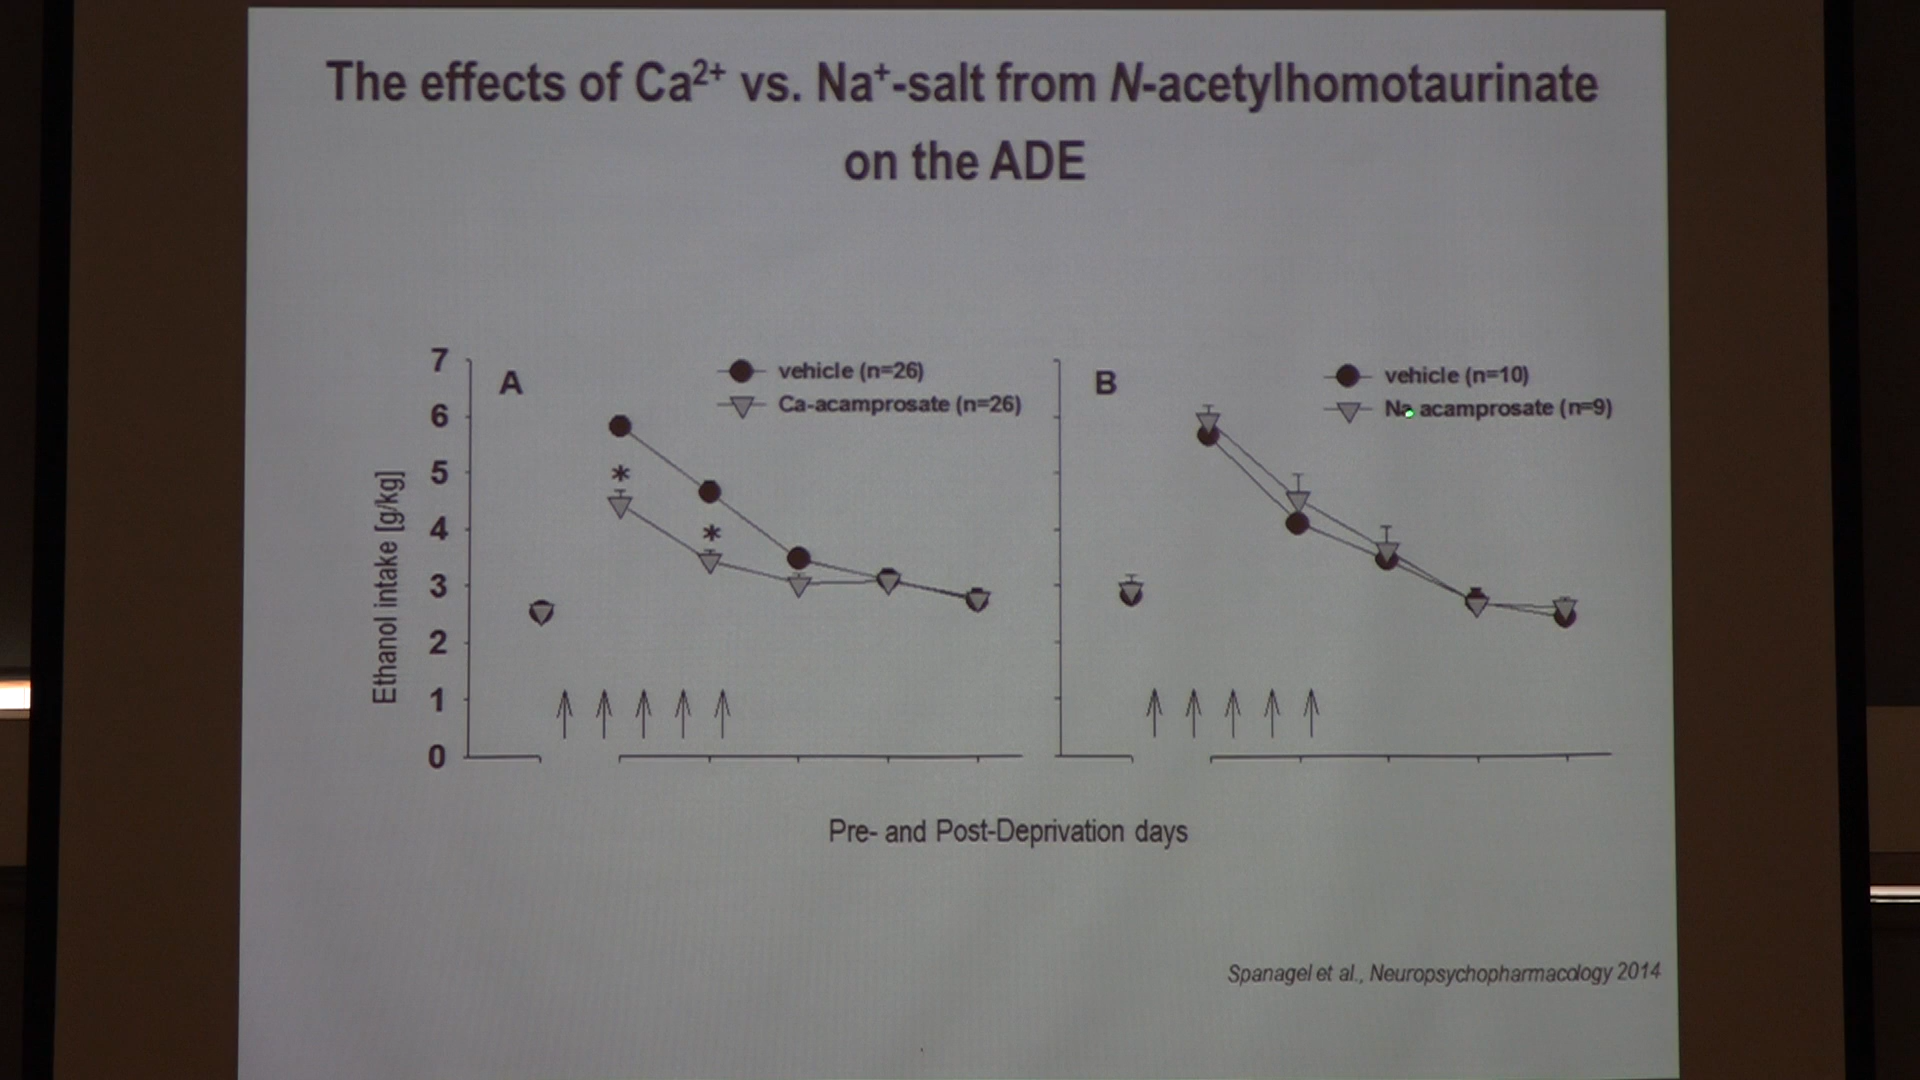 The effects of Ca²⁺ vs. Na⁺-salt from N-acetylhomotaurinate
on the ADE
A
vehicle (n=26)
Ca-acamprosate (n=26)
B
vehicle (n=10)
Na acamprosate (n=9)
Ethanol intake [g/kg]
7
6
5
4
3
2
1
0
*
*
Pre- and Post-Deprivation days
Spanagel et al., Neuropsychopharmacology 2014